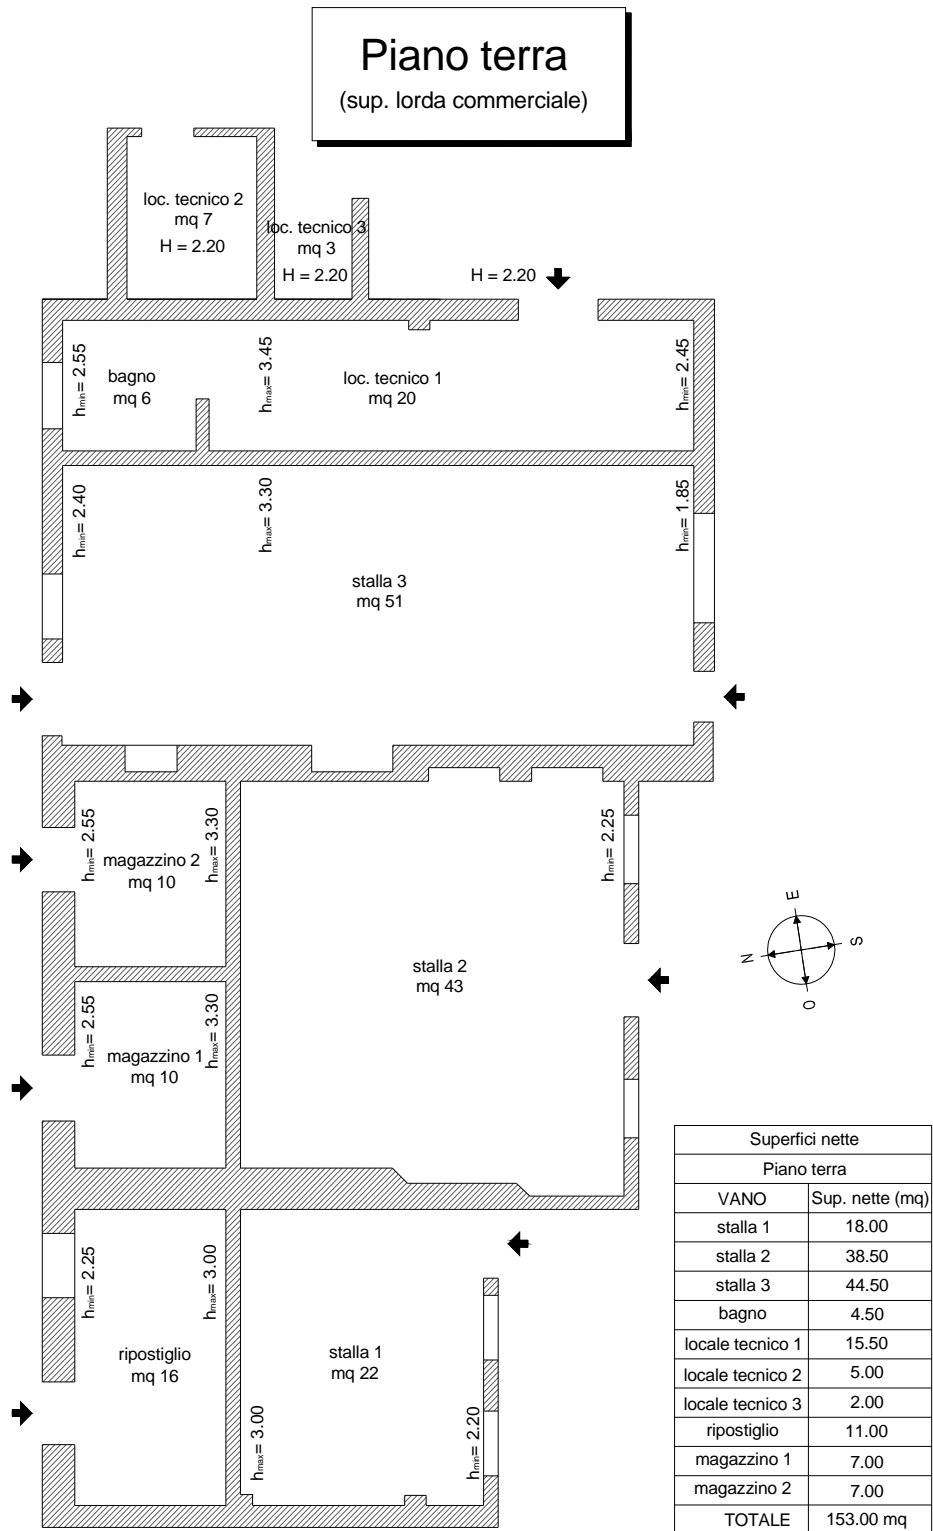 Piano terra
(sup. lorda commerciale)
loc. tecnico 2
mq 7
H = 2.20
loc. tecnico 3
mq 3
H = 2.20
H = 2.20
hmin= 2.55
bagno
mq 6
hmax= 3.45
loc. tecnico 1
mq 20
hmin= 2.45
hmin= 2.40
hmax= 3.30
hmin= 1.85
stalla 3
mq 51
hmin= 2.55
magazzino 2
mq 10
hmax= 3.30
hmin= 2.25
stalla 2
mq 43
E
S
N
O
hmin= 2.55
magazzino 1
mq 10
hmax= 3.30
hmin= 2.25
hmax= 3.00
ripostiglio
mq 16
stalla 1
mq 22
hmax= 3.00
hmin= 2.20
Superfici nette
Piano terra
VANO Sup. nette (mq)
stalla 1 18.00
stalla 2 38.50
stalla 3 44.50
bagno 4.50
locale tecnico 1 15.50
locale tecnico 2 5.00
locale tecnico 3 2.00
ripostiglio 11.00
magazzino 1 7.00
magazzino 2 7.00
TOTALE 153.00 mq